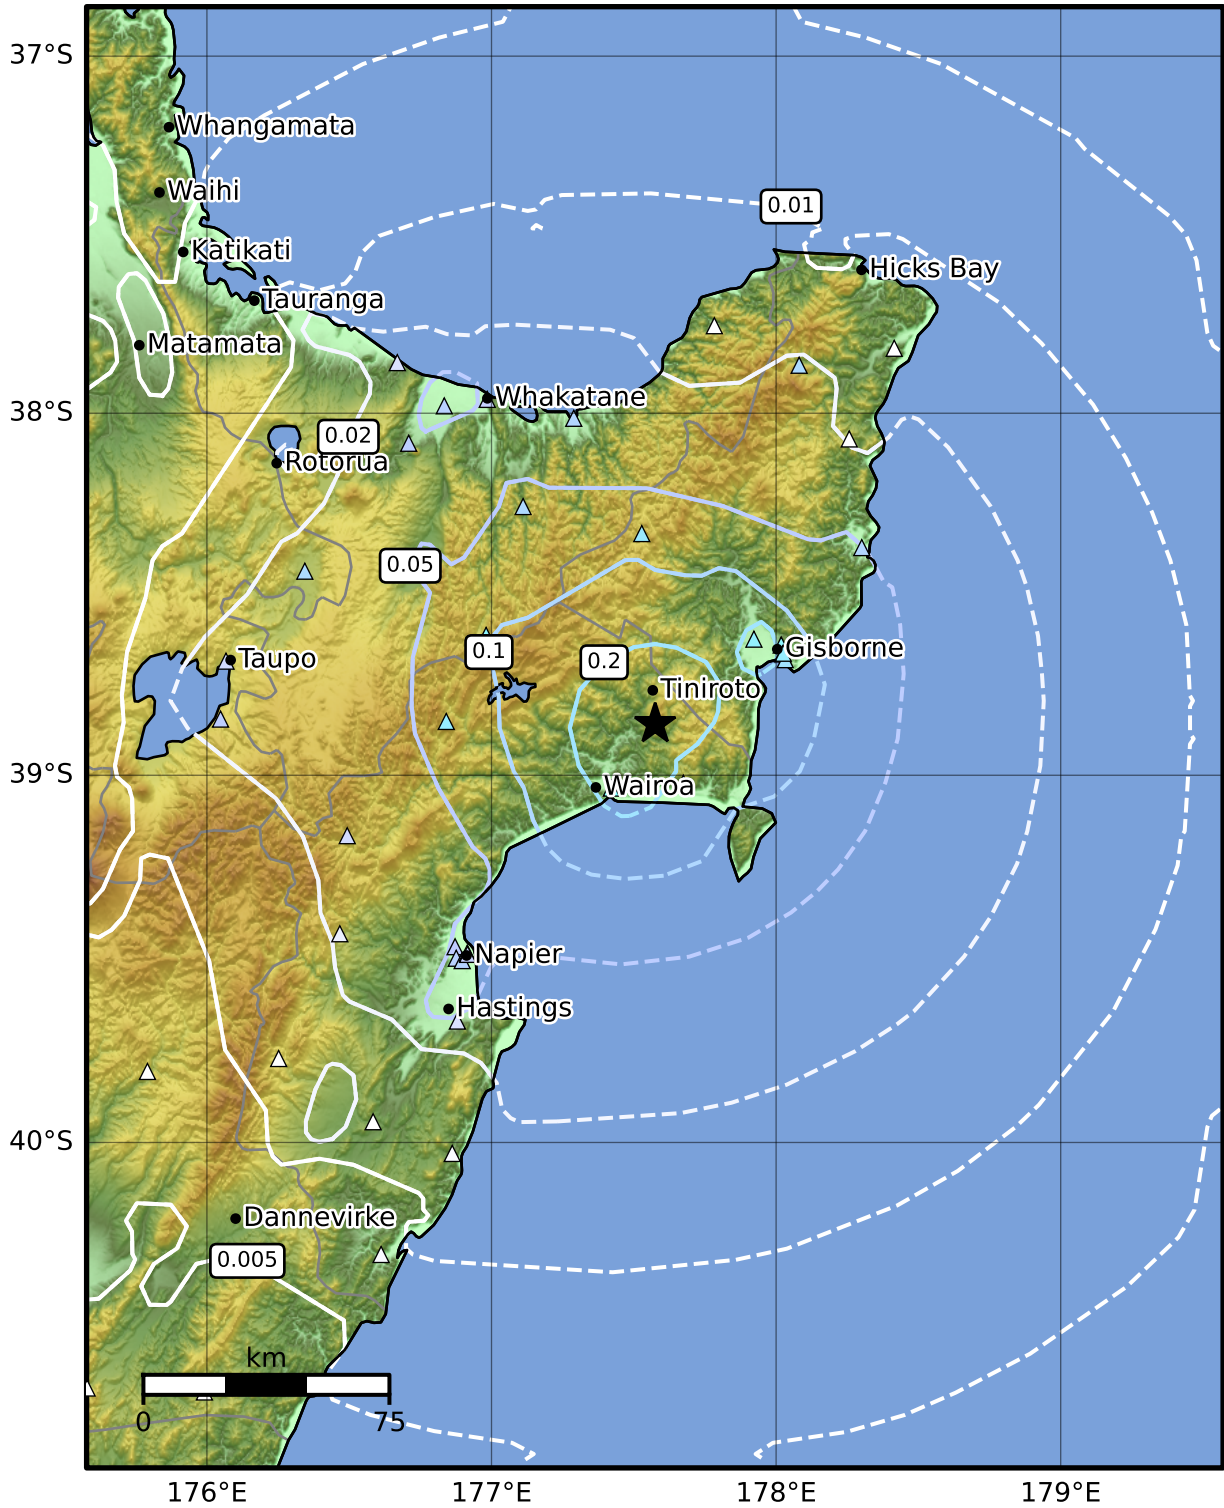 37°S
Whangamata
Waihi
0.01
Katikati
Hicks Bay
Tauranga
Matamata
Whakatane
38°S
0.02
Rotorua
0.05
0.1
Gisborne
Taupo
0.2
Tiniroto
39°S
Wairoa
Napier
Hastings
40°S
Dannevirke
0.005
km
0 75
176°E 177°E 178°E 179°E